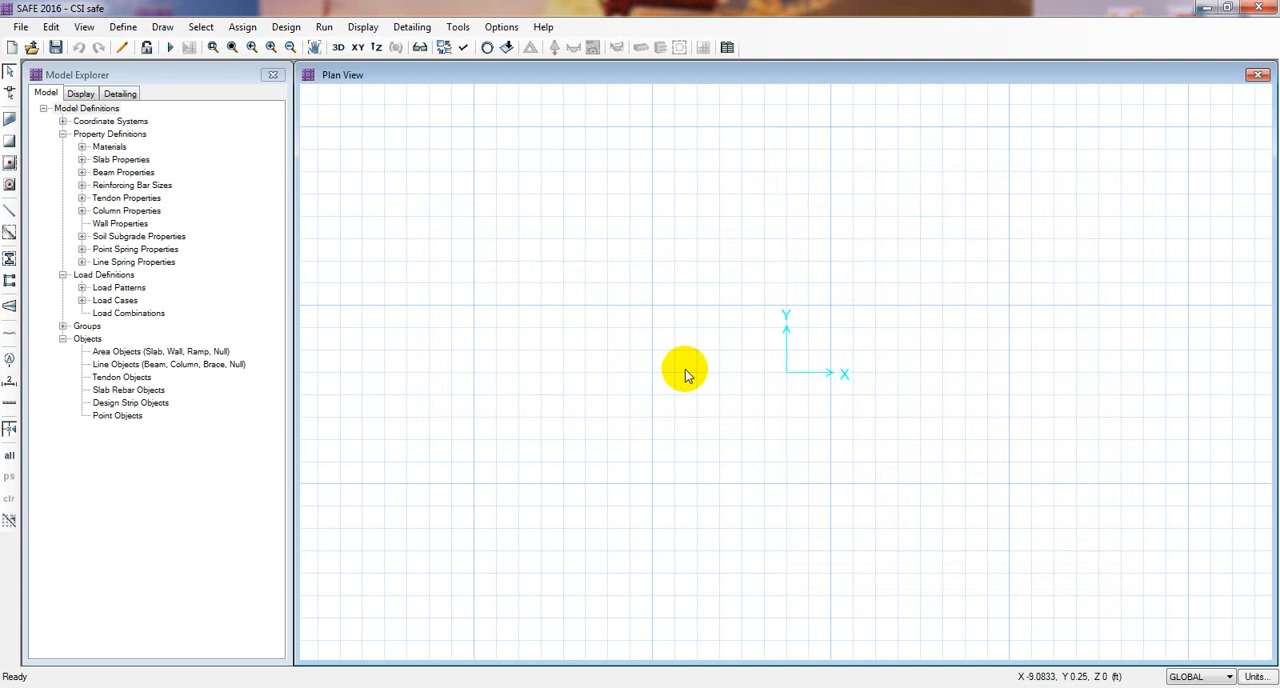 SAFE 2016 - CSI safe
File Edit View Define Draw Select Assign Design Run Display Detailing Tools Options Help
3D XY
Model Explorer
Plan View
Model Display Detailing
Model Definitions
Coordinate Systems
Property Definitions
Materials
Slab Properties
Beam Properties
Reinforcing Bar Sizes
Tendon Properties
Column Properties
Wall Properties
Soil Subgrade Properties
Point Spring Properties
Line Spring Properties
Load Definitions
Load Patterns
Load Cases
Load Combinations
Groups
Objects
Area Objects (Slab, Wall, Ramp, Null)
Line Objects (Beam, Column, Brace, Null)
Tendon Objects
Slab Rebar Objects
Design Strip Objects
Point Objects
all
ps
clr
Y
X
Ready
X -9.0833, Y 0.25, Z 0 (ft)
GLOBAL
Units...